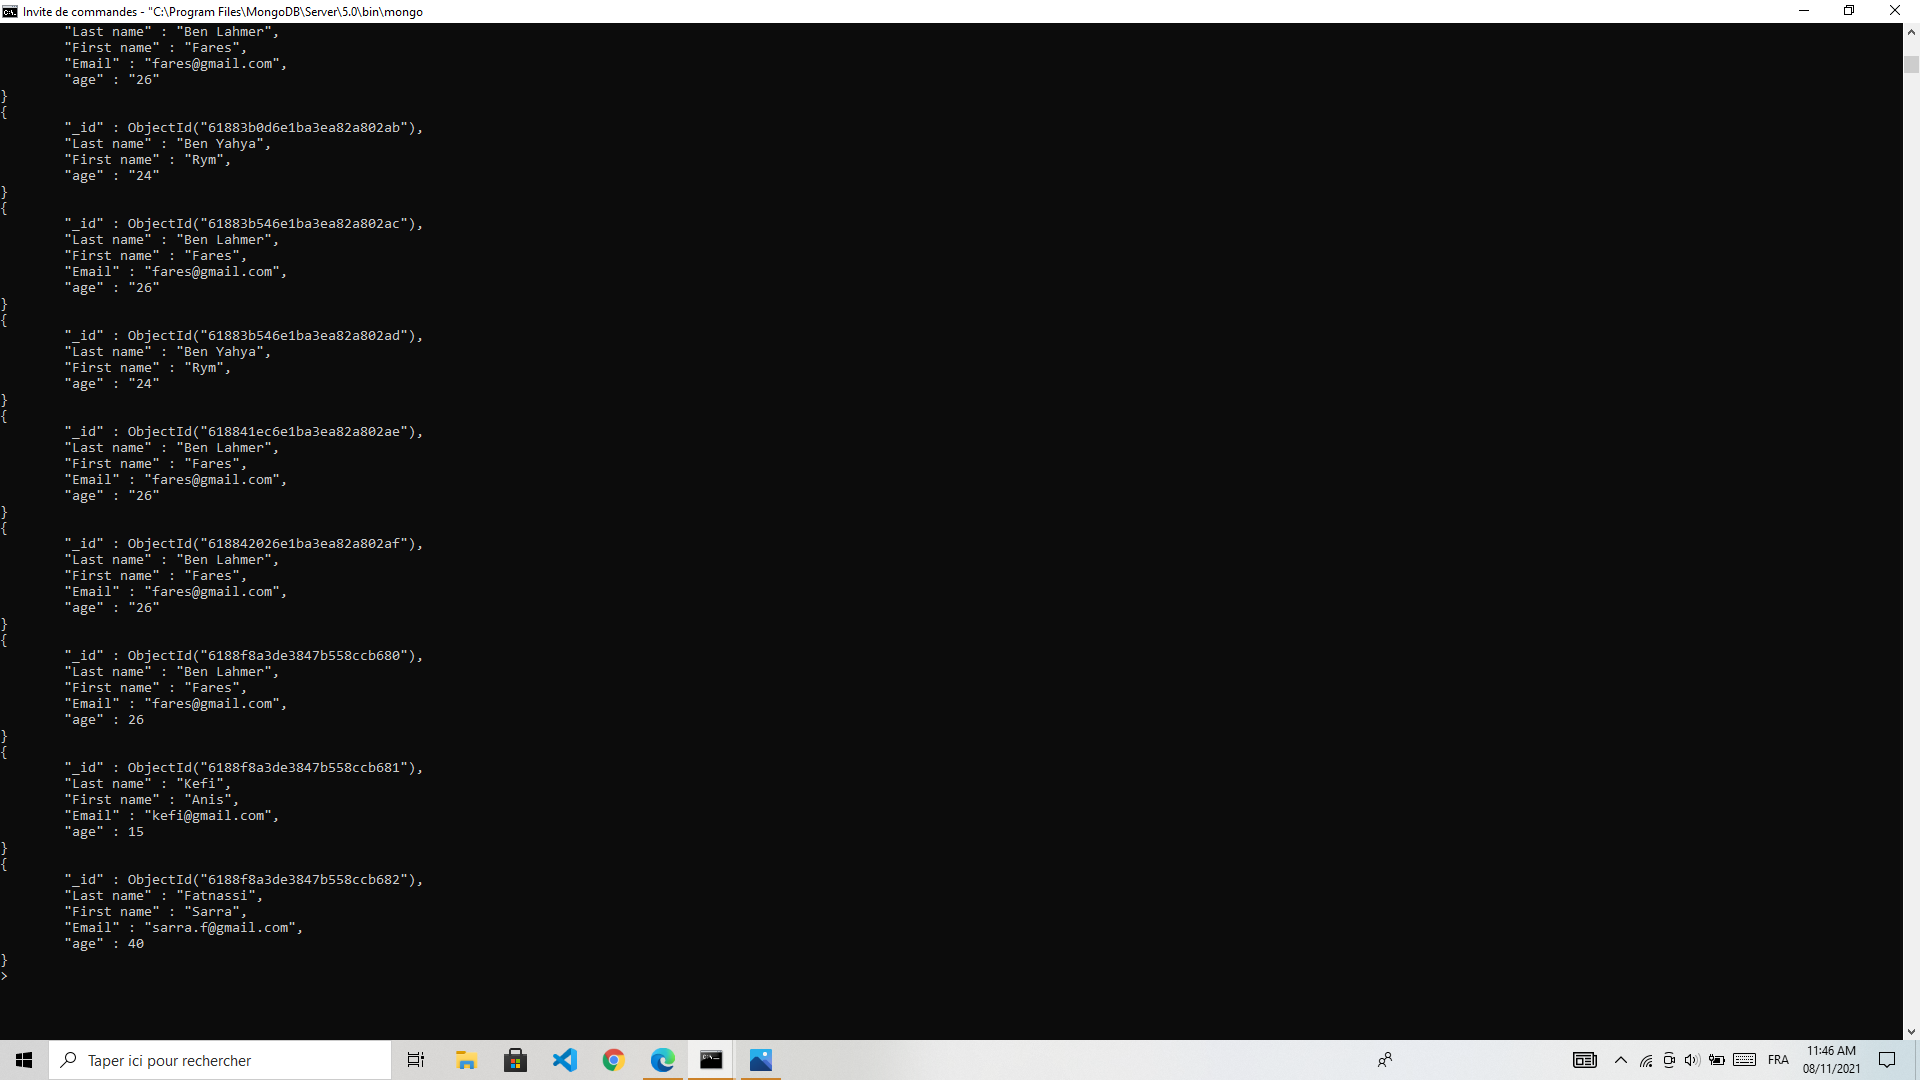 Invite de commandes - "C:\Program Files\MongoDB\Server\5.0\bin\mongo
"Last name" : "Ben Lahmer",
"First name" : "Fares",
"Email" : "fares@gmail.com",
"age" : "26"
}
{
"_id" : ObjectId("61883b0d6e1ba3ea82a802ab"),
"Last name" : "Ben Yahya",
"First name" : "Rym",
"age" : "24"
}
{
"_id" : ObjectId("61883b546e1ba3ea82a802ac"),
"Last name" : "Ben Lahmer",
"First name" : "Fares",
"Email" : "fares@gmail.com",
"age" : "26"
}
{
"_id" : ObjectId("61883b546e1ba3ea82a802ad"),
"Last name" : "Ben Yahya",
"First name" : "Rym",
"age" : "24"
}
{
"_id" : ObjectId("618841ec6e1ba3ea82a802ae"),
"Last name" : "Ben Lahmer",
"First name" : "Fares",
"Email" : "fares@gmail.com",
"age" : "26"
}
{
"_id" : ObjectId("618842026e1ba3ea82a802af"),
"Last name" : "Ben Lahmer",
"First name" : "Fares",
"Email" : "fares@gmail.com",
"age" : "26"
}
{
"_id" : ObjectId("6188f8a3de3847b558ccb680"),
"Last name" : "Ben Lahmer",
"First name" : "Fares",
"Email" : "fares@gmail.com",
"age" : 26
}
{
"_id" : ObjectId("6188f8a3de3847b558ccb681"),
"Last name" : "Kefi",
"First name" : "Anis",
"Email" : "kefi@gmail.com",
"age" : 15
}
{
"_id" : ObjectId("6188f8a3de3847b558ccb682"),
"Last name" : "Fatnassi",
"First name" : "Sarra",
"Email" : "sarra.f@gmail.com",
"age" : 40
}
>
Taper ici pour rechercher
FRA
11:46 AM
08/11/2021